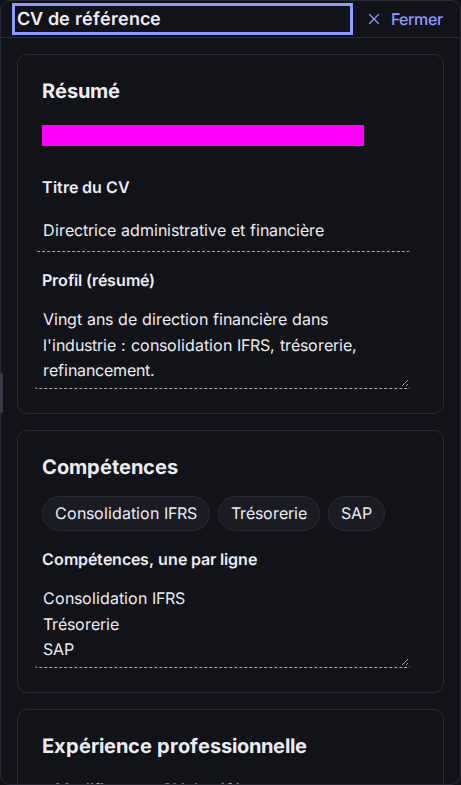 CV de référence
Fermer
Résumé
Titre du CV
Directrice administrative et financière
Profil (résumé)
Vingt ans de direction financière dans
l'industrie : consolidation IFRS, trésorerie,
refinancement.
Compétences
Consolidation IFRS Trésorerie SAP
Compétences, une par ligne
Consolidation IFRS
Trésorerie
SAP
Expérience professionnelle